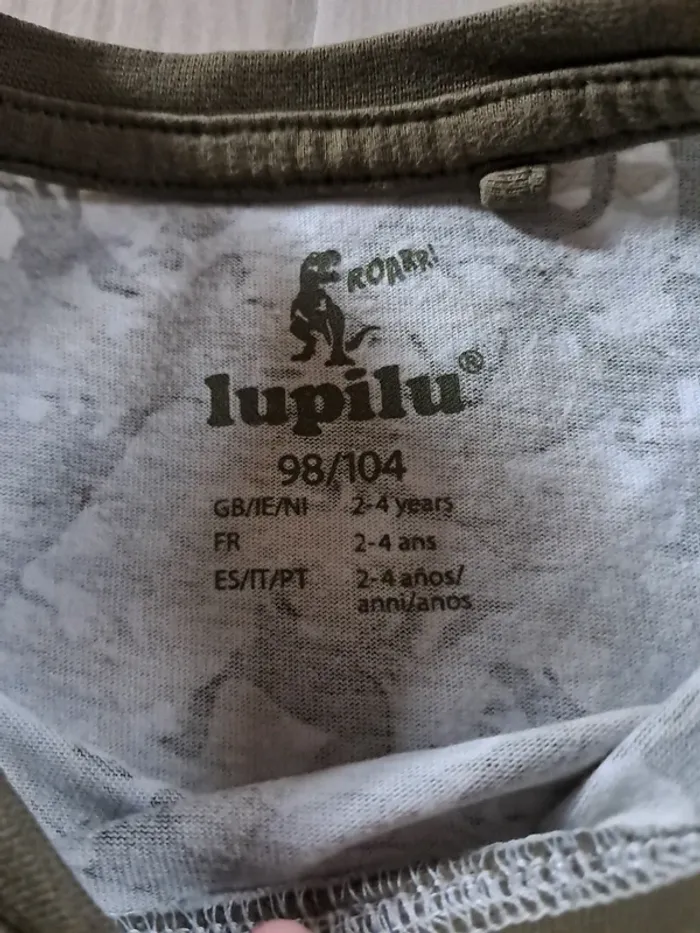 ROARR!
lupilu®
98/104
GB/IE/NI 2-4 years
FR 2-4 ans
ES/IT/PT 2-4 años/
anni/anos